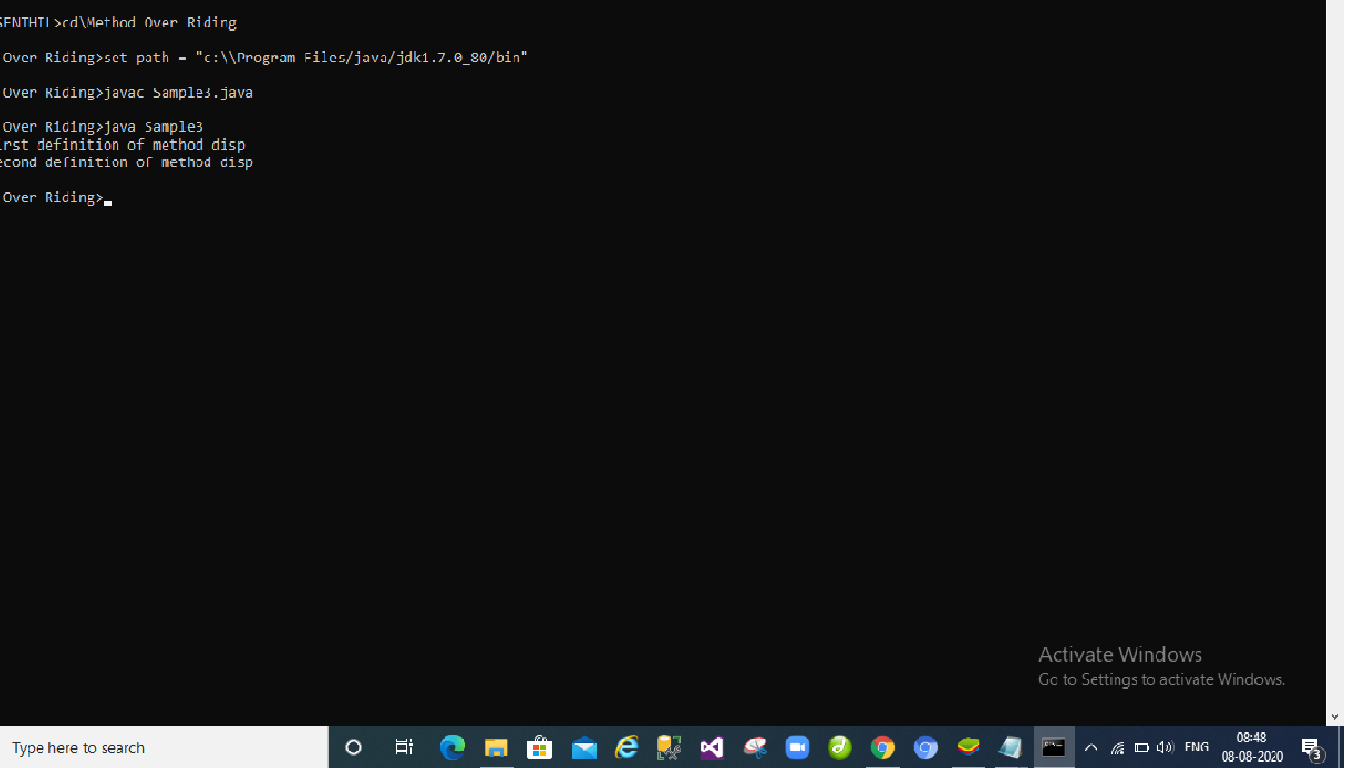 SENTHIL>cd\Method Over Riding
Over Riding>set path = "c:\\Program Files/java/jdk1.7.0_80/bin"
Over Riding>javac Sample3.java
Over Riding>java Sample3
irst definition of method disp
econd definition of method disp
Over Riding>
Activate Windows
Go to Settings to activate Windows.
Type here to search
ENG
08:48
08-08-2020
3